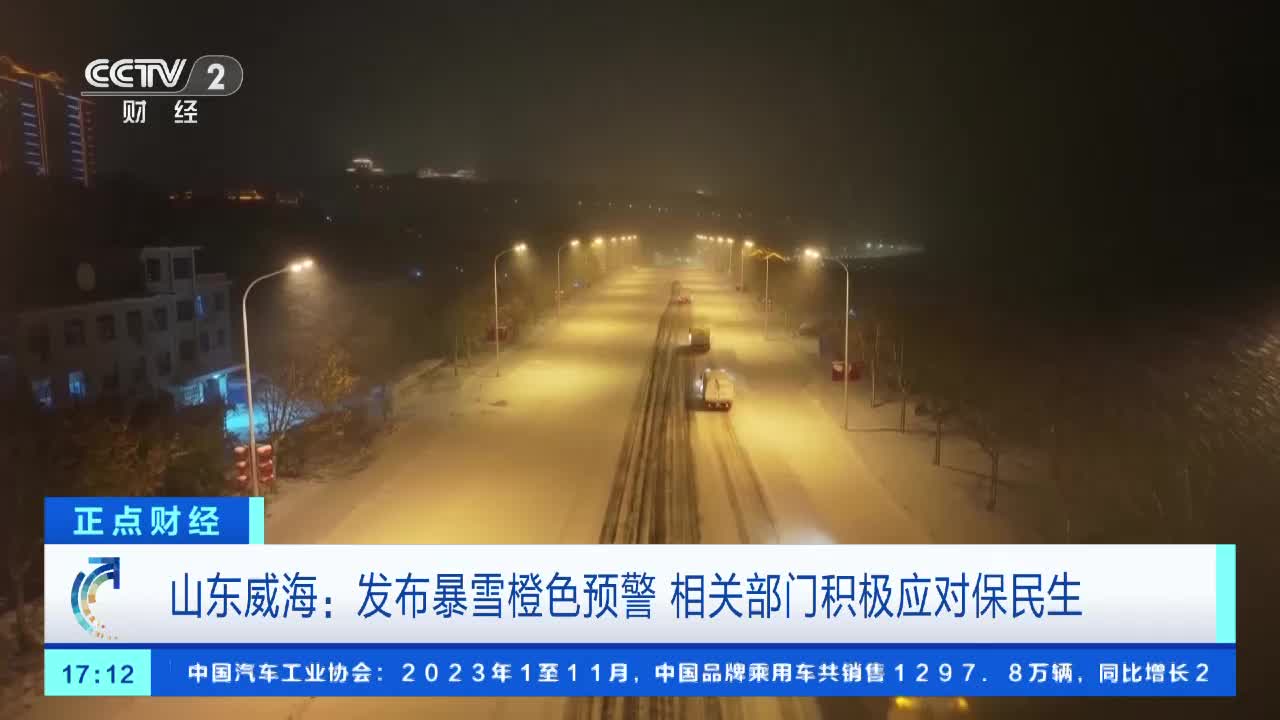 CCTV 2
财经
正点财经
山东威海：发布暴雪橙色预警 相关部门积极应对保民生
17:12 中国汽车工业协会：2023年1至11月，中国品牌乘用车共销售1297．8万辆，同比增长2